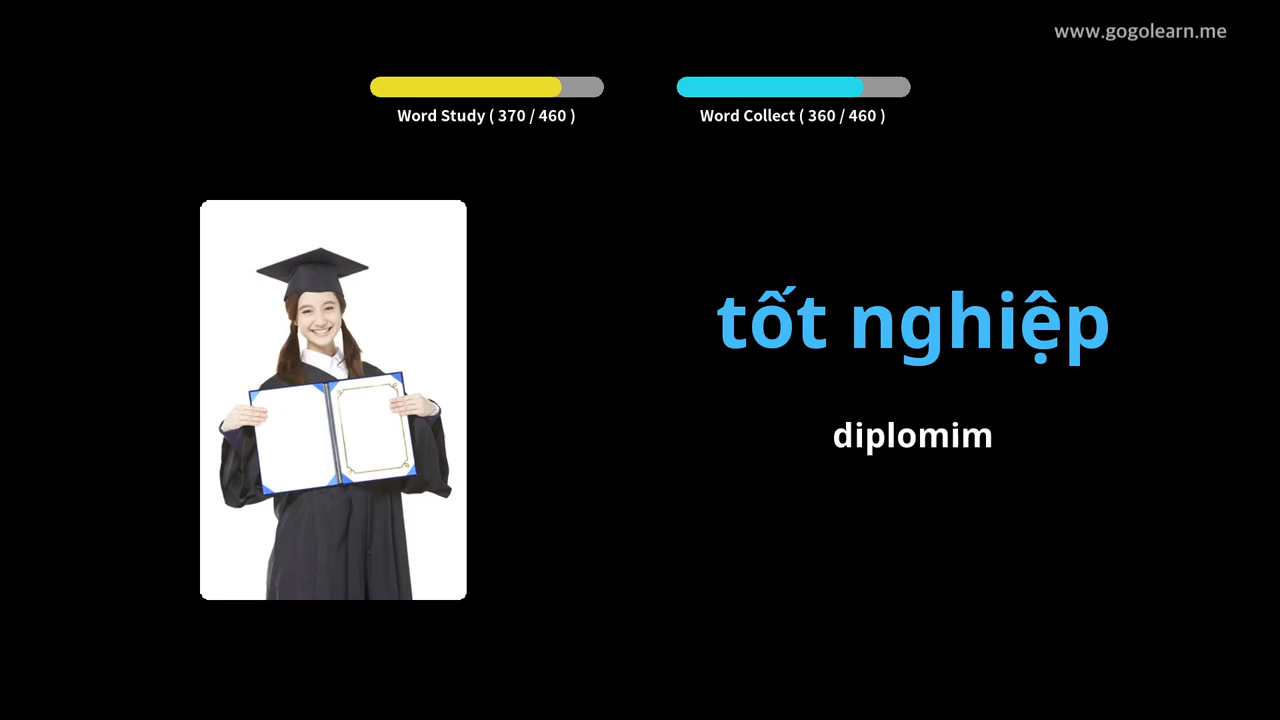 www.gogolearn.me
Word Study ( 370 / 460 )
Word Collect ( 360 / 460 )
tốt nghiệp
diplomim